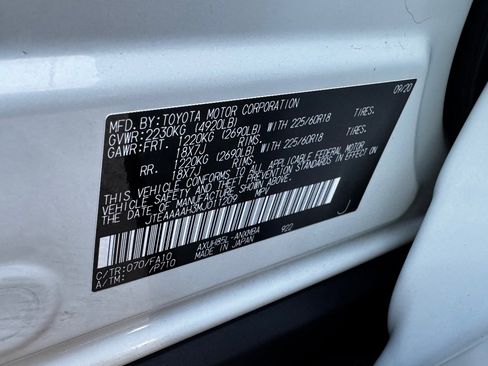 MFD.BY:TOYOTA MOTOR CORPORATION 09/20
GVWR:2230KG (4920LB)
GAWR:FRT. 1220KG (2690LB) WITH 225/60R18 TIRES.
18X7J RIMS.
RR. 1220KG (2690LB) WITH 225/60R18 TIRES.
18X7J RIMS.
THIS VEHICLE CONFORMS TO ALL APPLICABLE FEDERAL MOTOR
VEHICLE SAFETY AND BUMPER STANDARDS IN EFFECT ON
THE DATE OF MANUFACTURE SHOWN ABOVE.
MPV
C/TR:070/FA10 AXUH85L-ANXMBA 922
A/TM: /P710 MADE IN JAPAN J